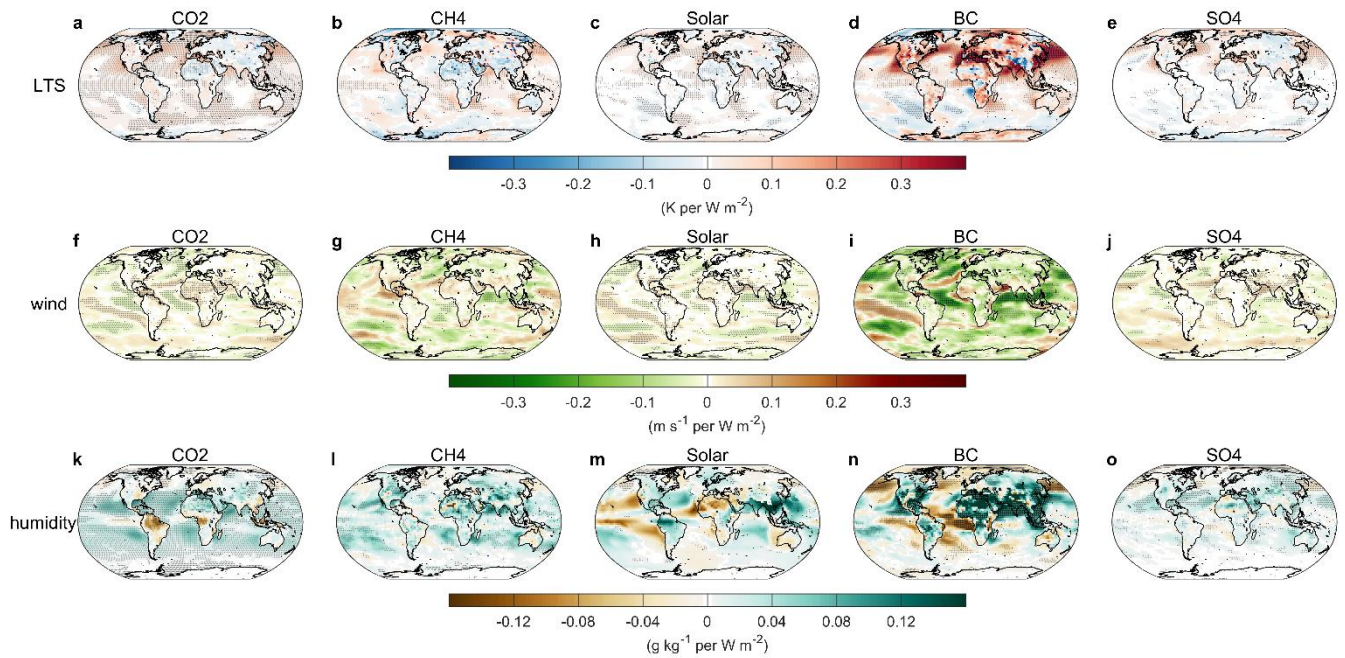 a CO2 b CH4 c Solar d BC e SO4
LTS
-0.3 -0.2 -0.1 0 0.1 0.2 0.3
(K per W m⁻²)
f CO2 g CH4 h Solar i BC j SO4
wind
-0.3 -0.2 -0.1 0 0.1 0.2 0.3
(m s⁻¹ per W m⁻²)
k CO2 l CH4 m Solar n BC o SO4
humidity
-0.12 -0.08 -0.04 0 0.04 0.08 0.12
(g kg⁻¹ per W m⁻²)